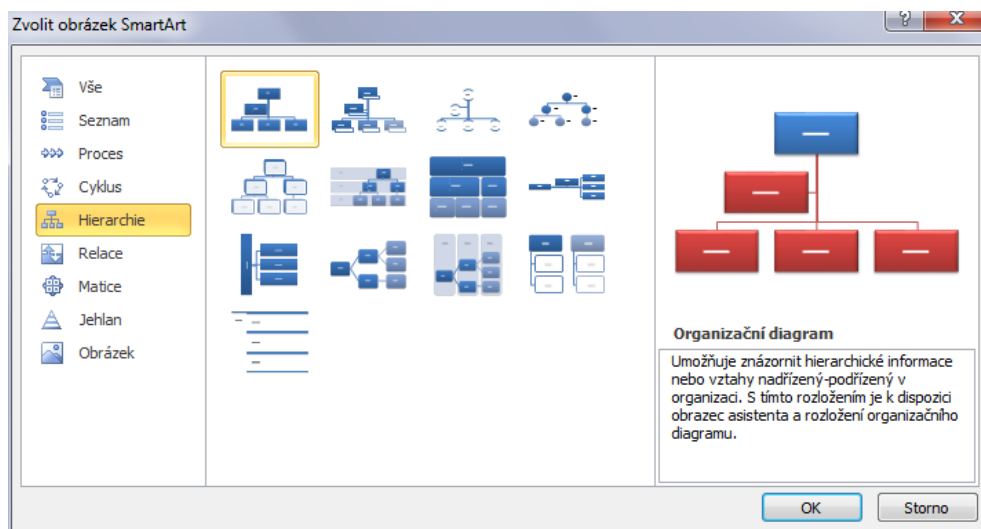 Zvolit obrázek SmartArt
Vše
Seznam
Proces
Cyklus
Hierarchie
Relace
Matice
Jehlan
Obrázek
Organizační diagram
Umožňuje znázornit hierarchické informace
nebo vztahy nadřízený-podřízený v
organizaci. S tímto rozložením je k dispozici
obrazec asistenta a rozložení organizačního
diagramu.
OK
Storno